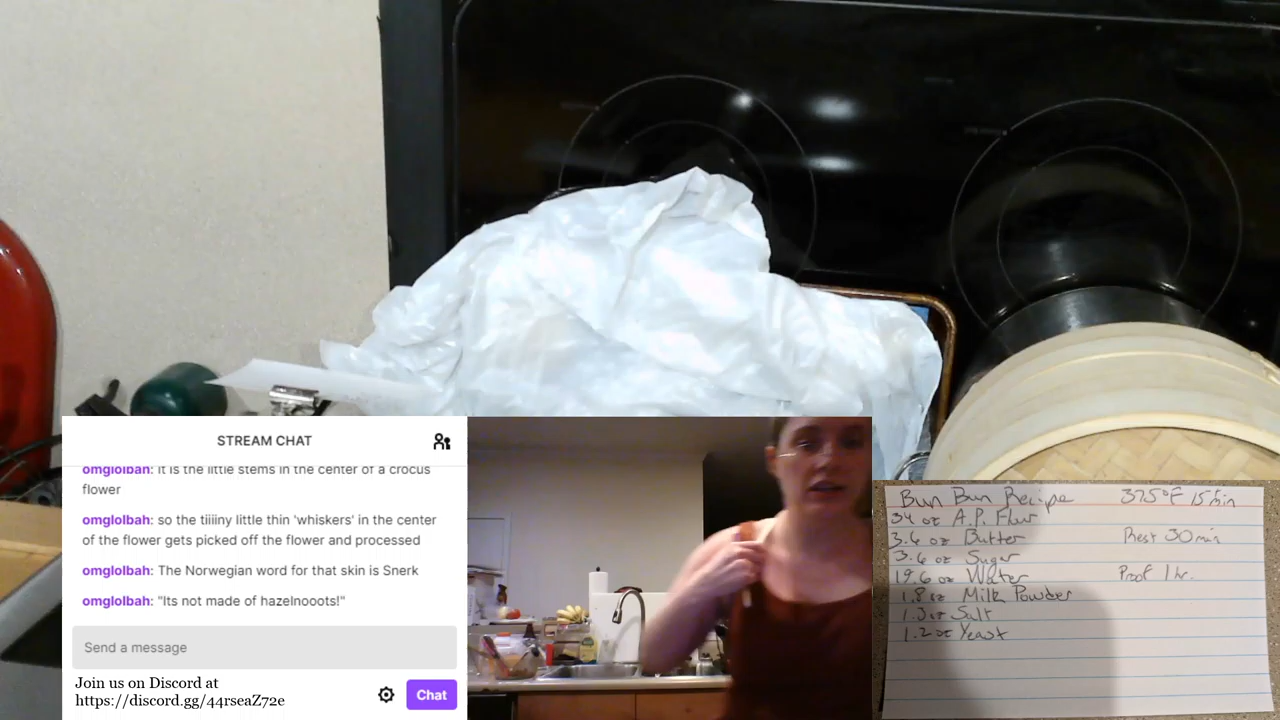 STREAM CHAT
omglolbah: it is the little stems in the center of a crocus
flower
omglolbah: so the tiiiiny little thin 'whiskers' in the center
of the flower gets picked off the flower and processed
omglolbah: The Norwegian word for that skin is Snerk
omglolbah: "Its not made of hazelnooots!"
Send a message
Join us on Discord at
https://discord.gg/44rseaZ72e
Chat
Bun Bun Recipe 375°F 15 min
34 oz A.P. Flour
3.6 oz Butter Rest 30 min
3.6 oz Sugar
19.6 oz Water Proof 1 hr.
1.8 oz Milk Powder
1.3 oz Salt
1.2 oz Yeast